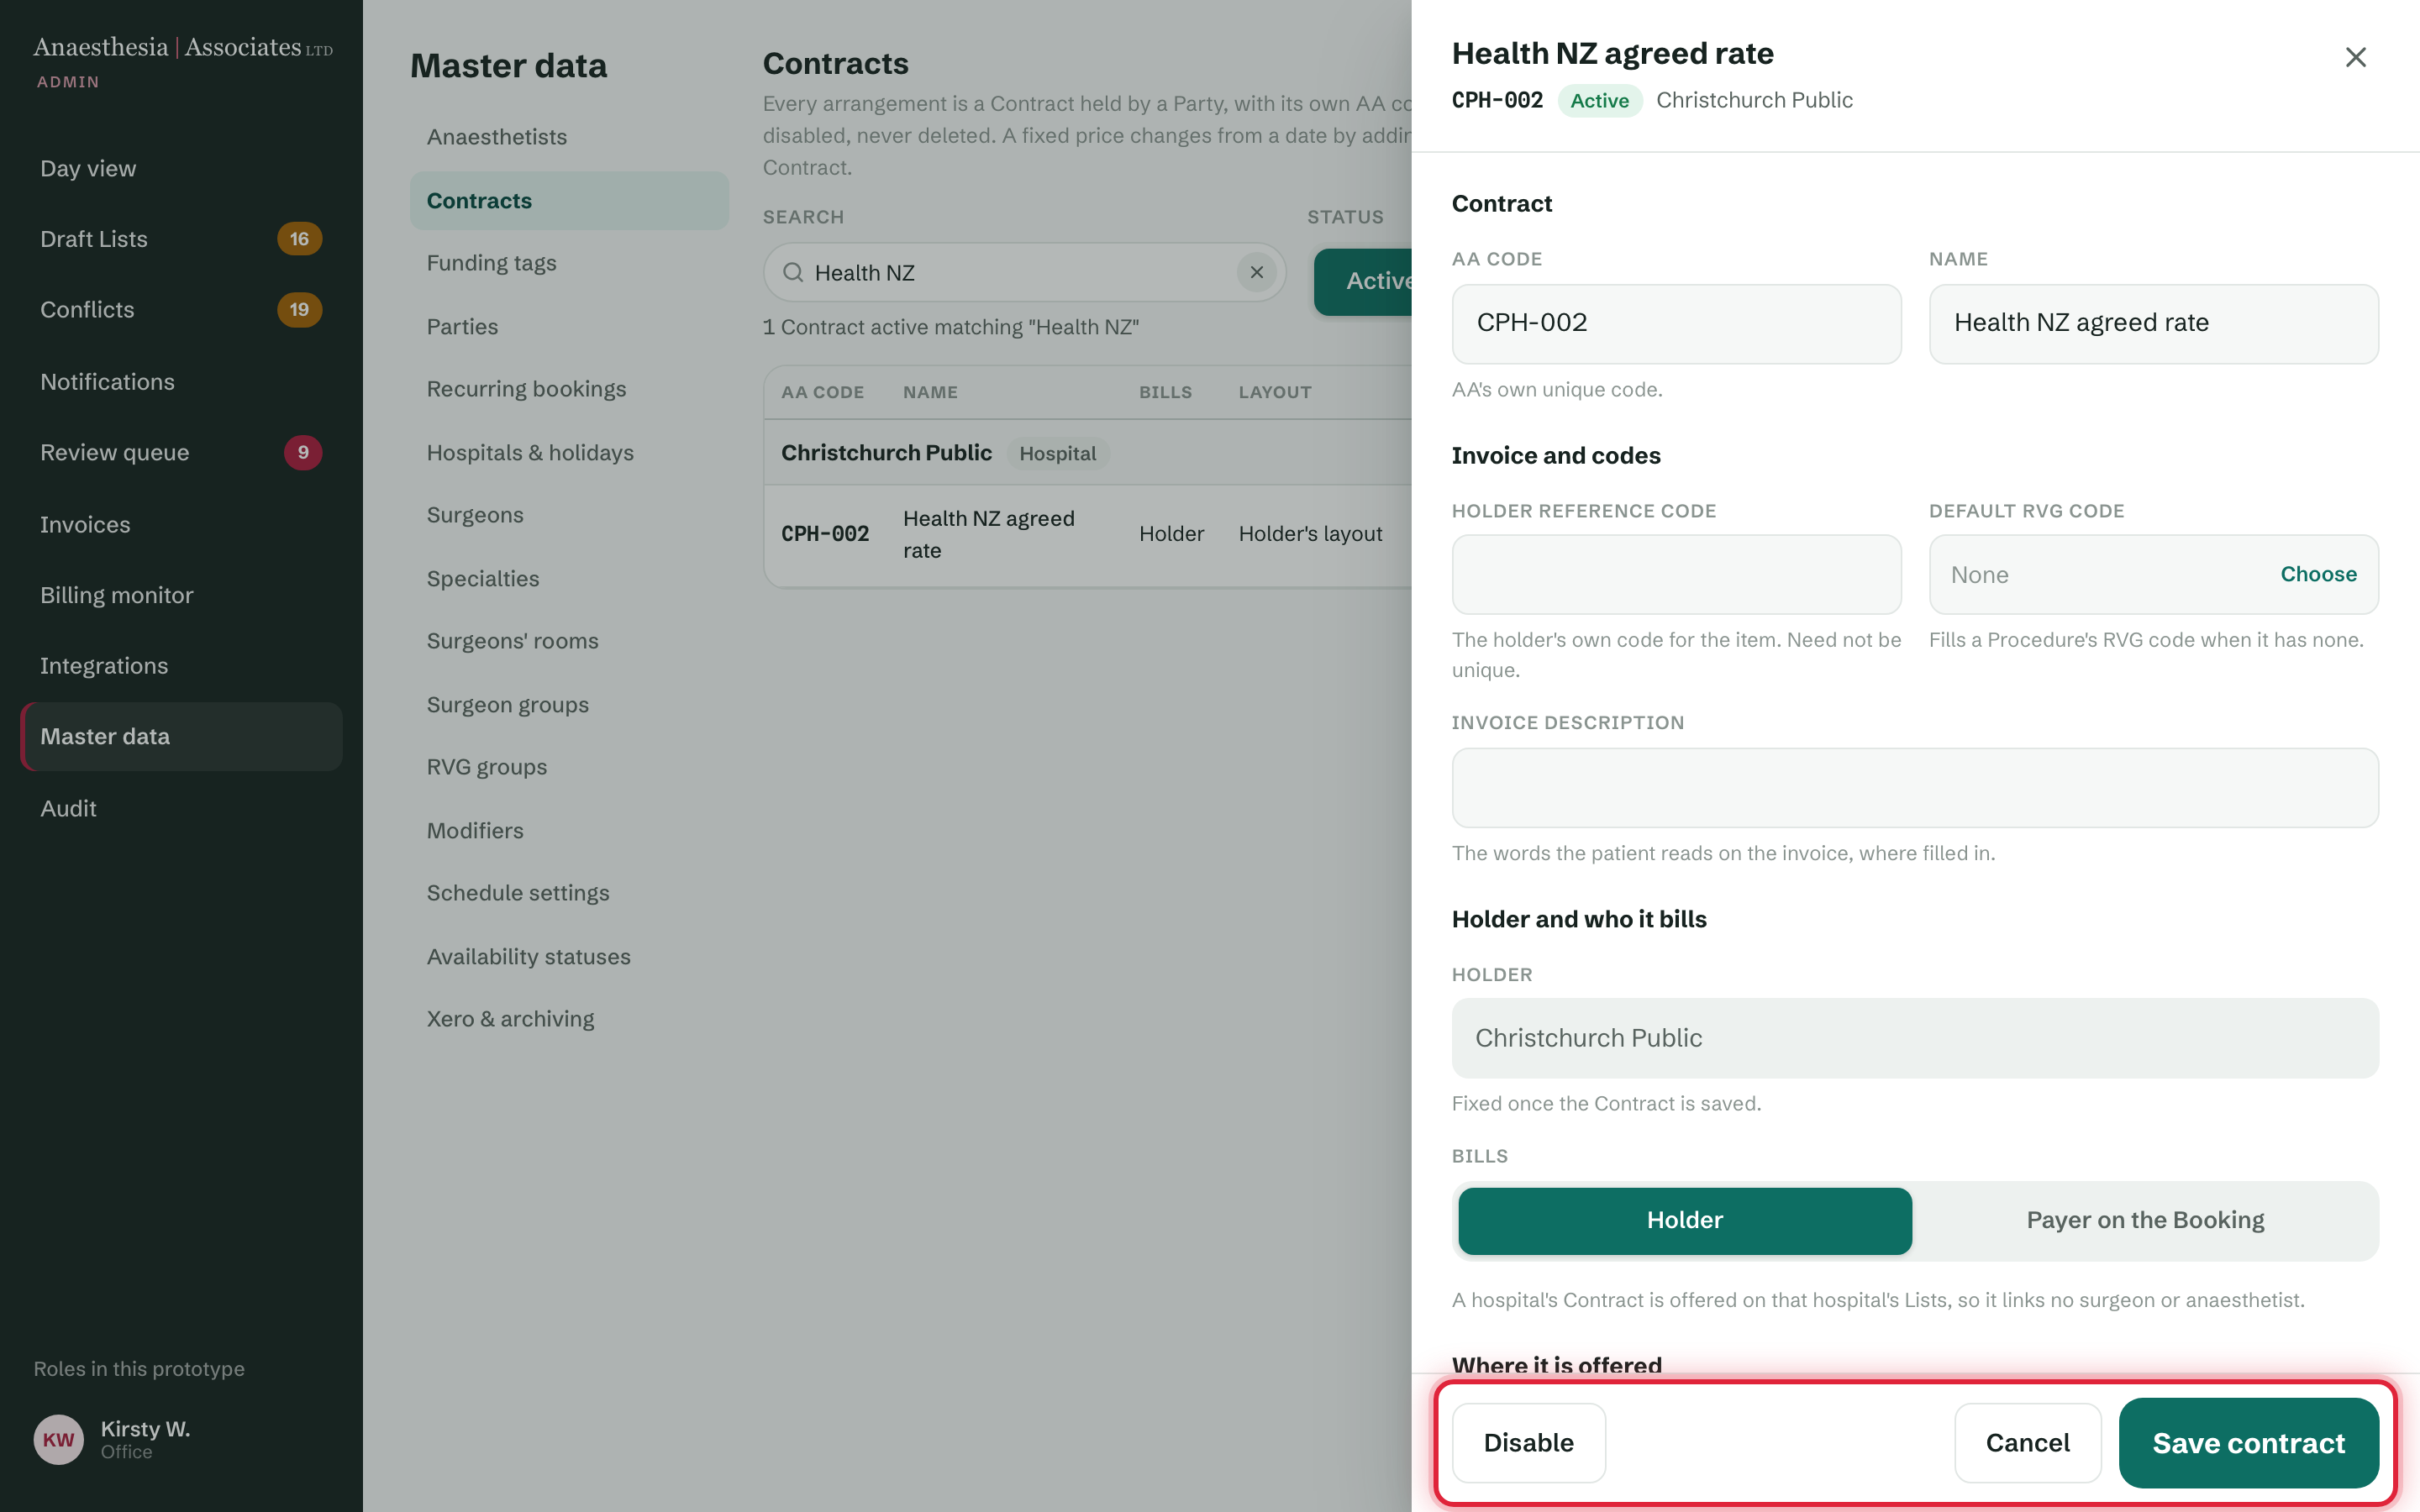 Anaesthesia | Associates LTD
ADMIN
Day view
Draft Lists 16
Conflicts 19
Notifications
Review queue 9
Invoices
Billing monitor
Integrations
Master data
Audit
Roles in this prototype
KW
Kirsty W.
Office
Master data
Anaesthetists
Contracts
Funding tags
Parties
Recurring bookings
Hospitals & holidays
Surgeons
Specialties
Surgeons' rooms
Surgeon groups
RVG groups
Modifiers
Schedule settings
Availability statuses
Xero & archiving
Contracts
Every arrangement is a Contract held by a Party, with its own AA co
disabled, never deleted. A fixed price changes from a date by addin
Contract.
SEARCH STATUS
Health NZ Active
1 Contract active matching "Health NZ"
AA CODE NAME BILLS LAYOUT
Christchurch Public Hospital
CPH-002 Health NZ agreed rate Holder Holder's layout
Health NZ agreed rate
CPH-002 Active Christchurch Public
Contract
AA CODE NAME
CPH-002 Health NZ agreed rate
AA's own unique code.
Invoice and codes
HOLDER REFERENCE CODE DEFAULT RVG CODE
None Choose
The holder's own code for the item. Need not be unique.
Fills a Procedure's RVG code when it has none.
INVOICE DESCRIPTION
The words the patient reads on the invoice, where filled in.
Holder and who it bills
HOLDER
Christchurch Public
Fixed once the Contract is saved.
BILLS
Holder Payer on the Booking
A hospital's Contract is offered on that hospital's Lists, so it links no surgeon or anaesthetist.
Where it is offered
Disable Cancel Save contract